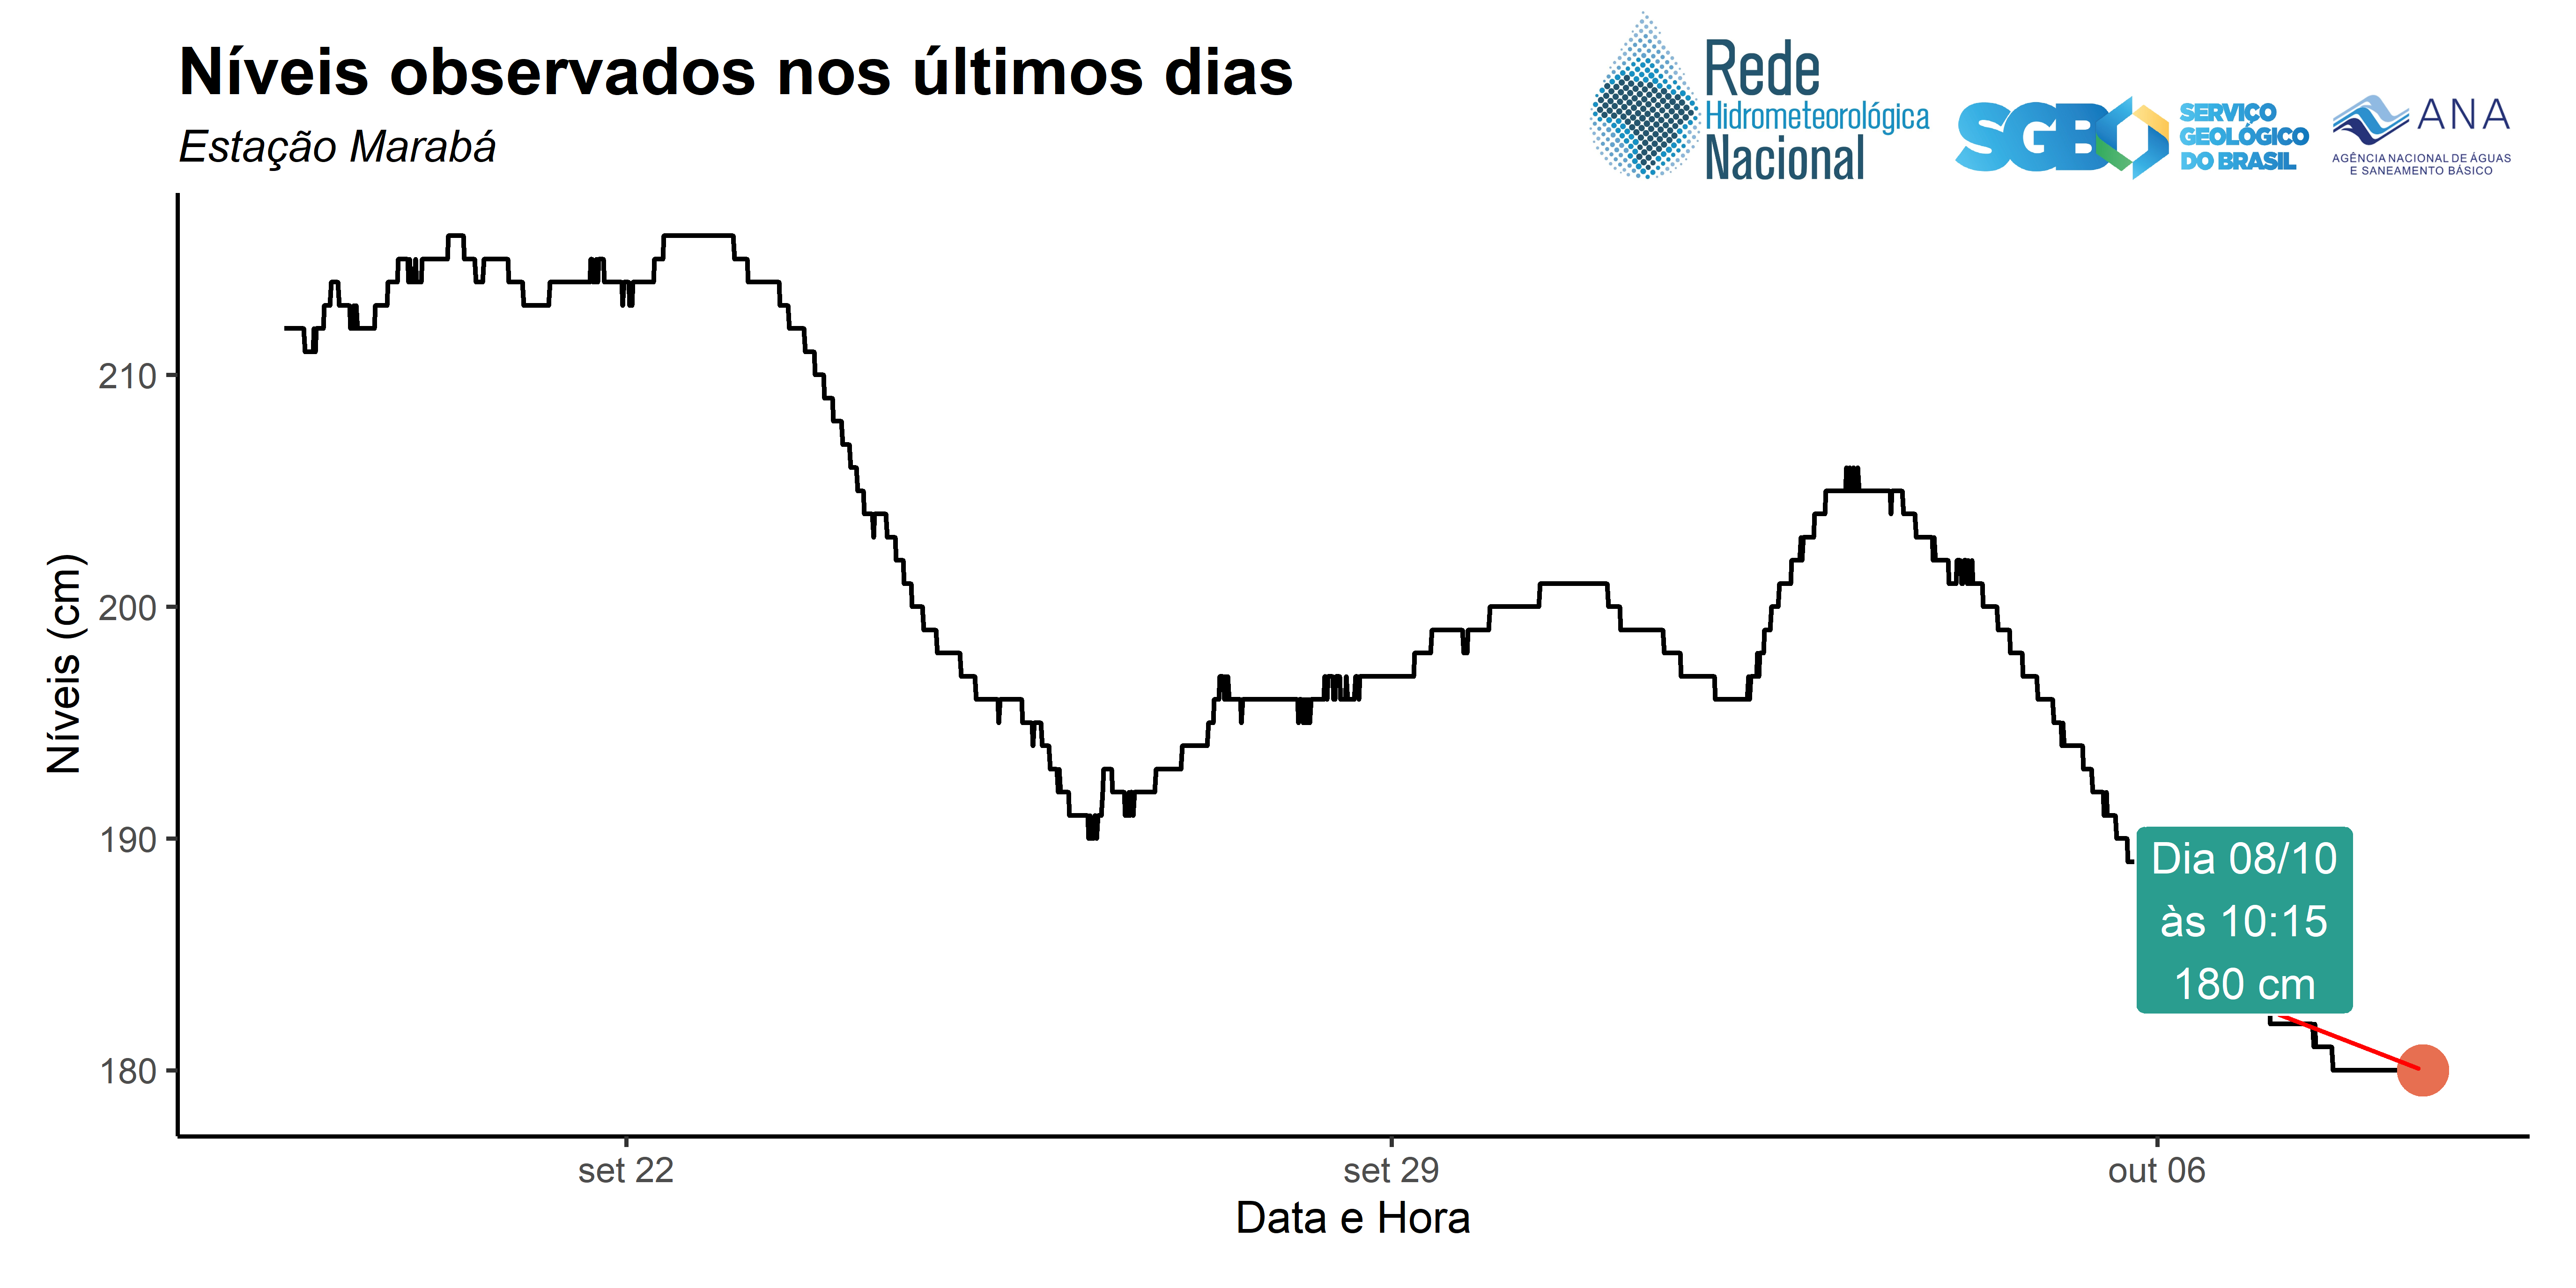 Níveis observados nos últimos dias
Estação Marabá
Rede
Hidrometeorológica
Nacional
SGB
SERVIÇO
GEOLÓGICO
DO BRASIL
ANA
AGÊNCIA NACIONAL DE ÁGUAS
E SANEAMENTO BÁSICO
Níveis (cm)
210
200
190
180
Dia 08/10
às 10:15
180 cm
set 22
set 29
out 06
Data e Hora